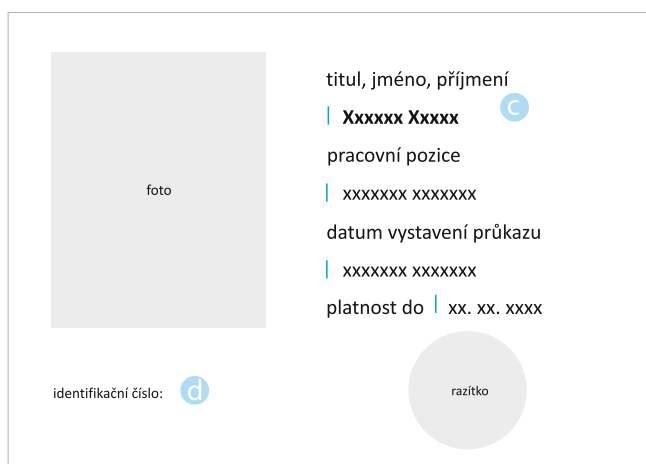 foto
titul, jméno, příjmení
c
Xxxxxx Xxxxx
pracovní pozice
xxxxxxx xxxxxxx
datum vystavení průkazu
xxxxxxx xxxxxxx
platnost do xx. xx. xxxx
identifikační číslo: d
razítko